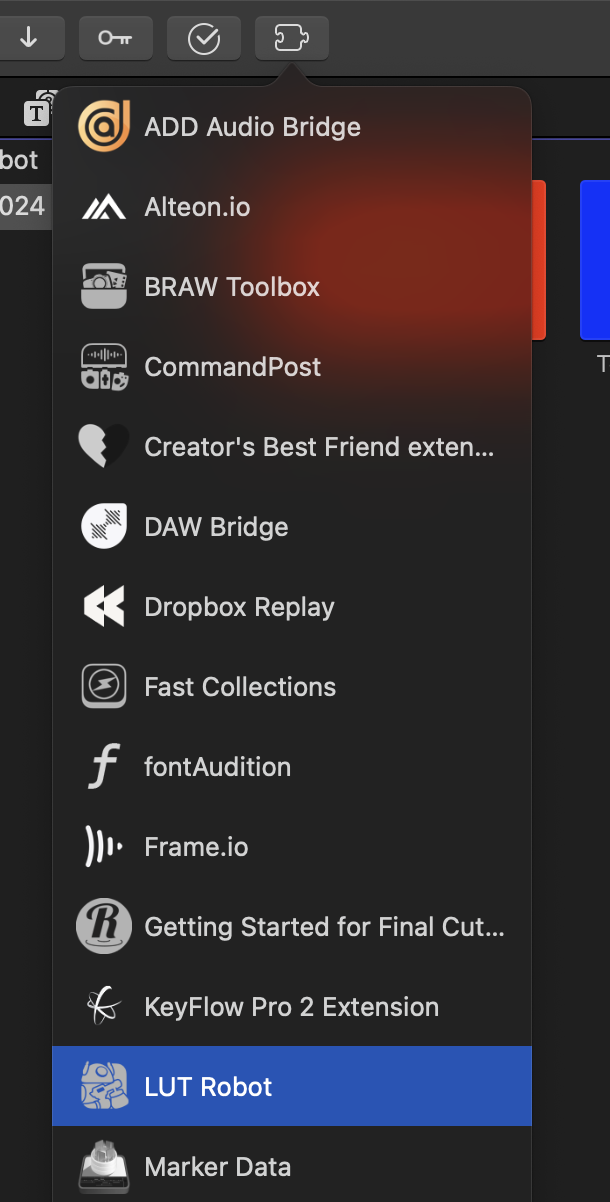 T
ADD Audio Bridge
bot
Alteon.io
024
BRAW Toolbox
T
CommandPost
Creator's Best Friend exten...
DAW Bridge
Dropbox Replay
Fast Collections
fontAudition
Frame.io
R
Getting Started for Final Cut...
KeyFlow Pro 2 Extension
LUT Robot
Marker Data